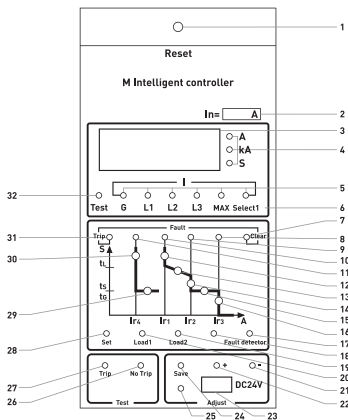 1
Reset
M Intelligent controller
In= A 2
3
A
kA 4
S
I 5
32
Test G L1 L2 L3 MAX Select1 6
7
Fault
31 Trip Clear 8
9
30 S 10
11
tL 12
13
ts 14
tG 15
29 16
Ir4 Ir1 Ir2 Ir3 A 17
28 Set Load1 Load2 Fault detector 18
19
20
27 Trip No Trip Save + - 21
26 DC24V 22
Test Adjust
25 24 23